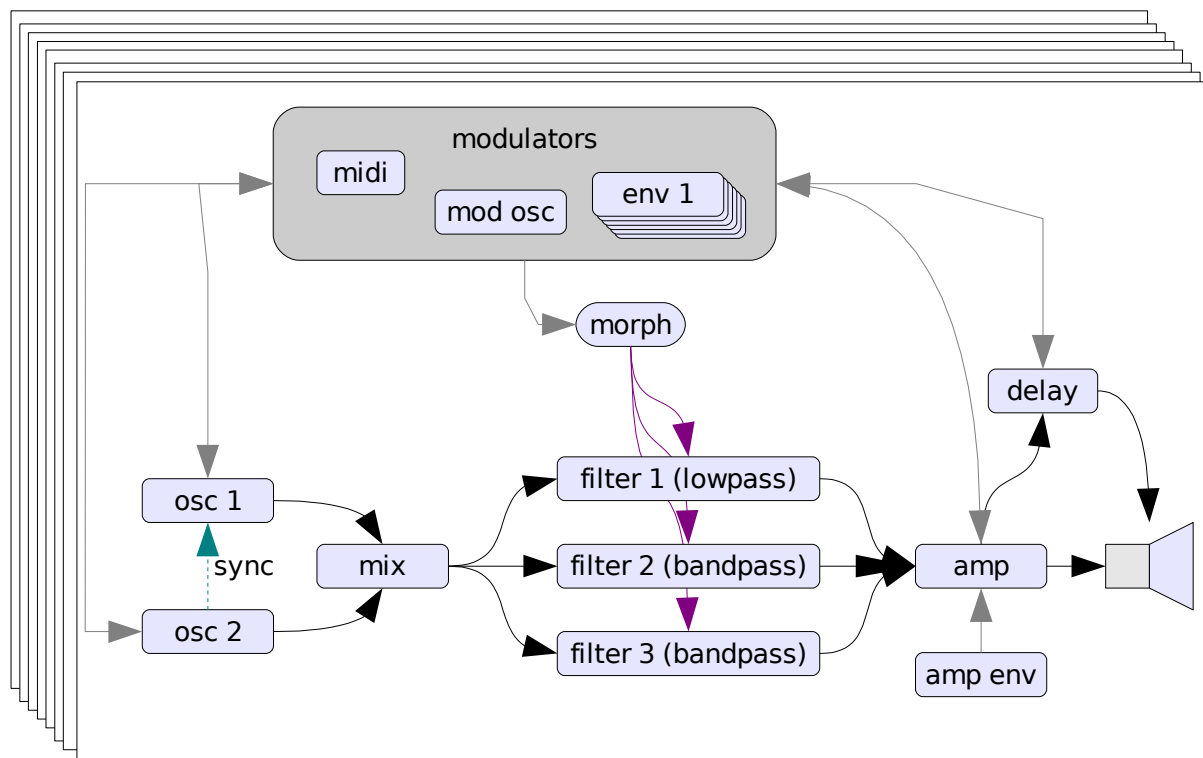 modulators
midi
mod osc
env 1
morph
delay
filter 1 (lowpass)
osc 1
sync
mix
filter 2 (bandpass)
amp
osc 2
filter 3 (bandpass)
amp env